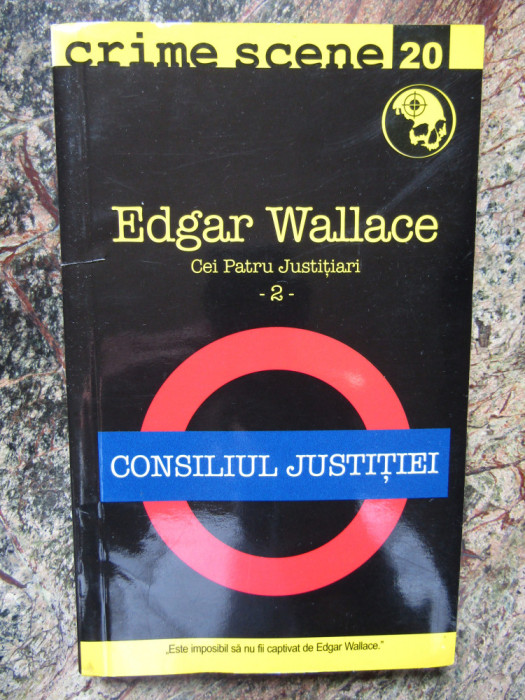 crime scene 20
Edgar Wallace
Cei Patru Justițiari
- 2 -
CONSILIUL JUSTIȚIEI
„Este imposibil să nu fii captivat de Edgar Wallace.”